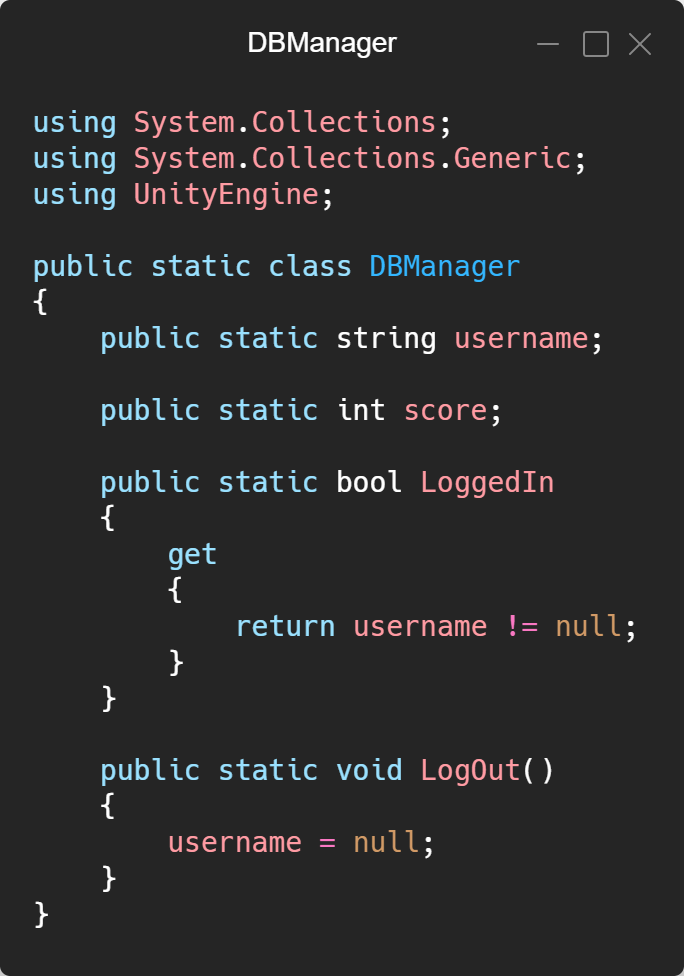 DBManager
using System.Collections;
using System.Collections.Generic;
using UnityEngine;
public static class DBManager
{
    public static string username;
    public static int score;
    public static bool LoggedIn
    {
        get
        {
            return username != null;
        }
    }
    public static void LogOut()
    {
        username = null;
    }
}